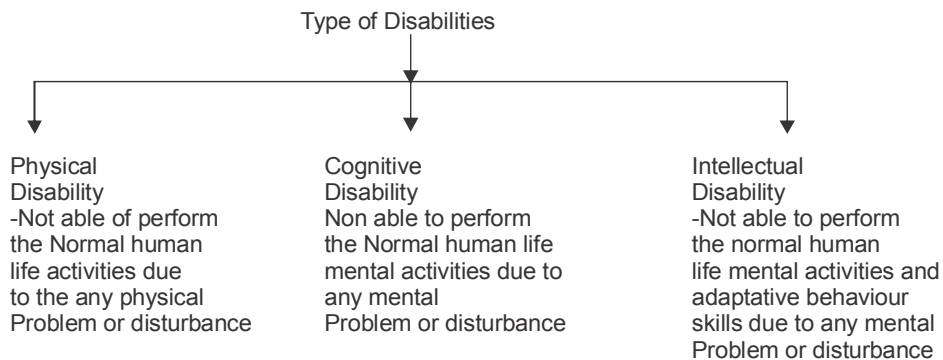 Type of Disabilities
Physical
Disability
-Not able of perform
the Normal human
life activities due
to the any physical
Problem or disturbance
Cognitive
Disability
Non able to perform
the Normal human life
mental activities due to
any mental
Problem or disturbance
Intellectual
Disability
-Not able to perform
the normal human
life mental activities and
adaptative behaviour
skills due to any mental
Problem or disturbance